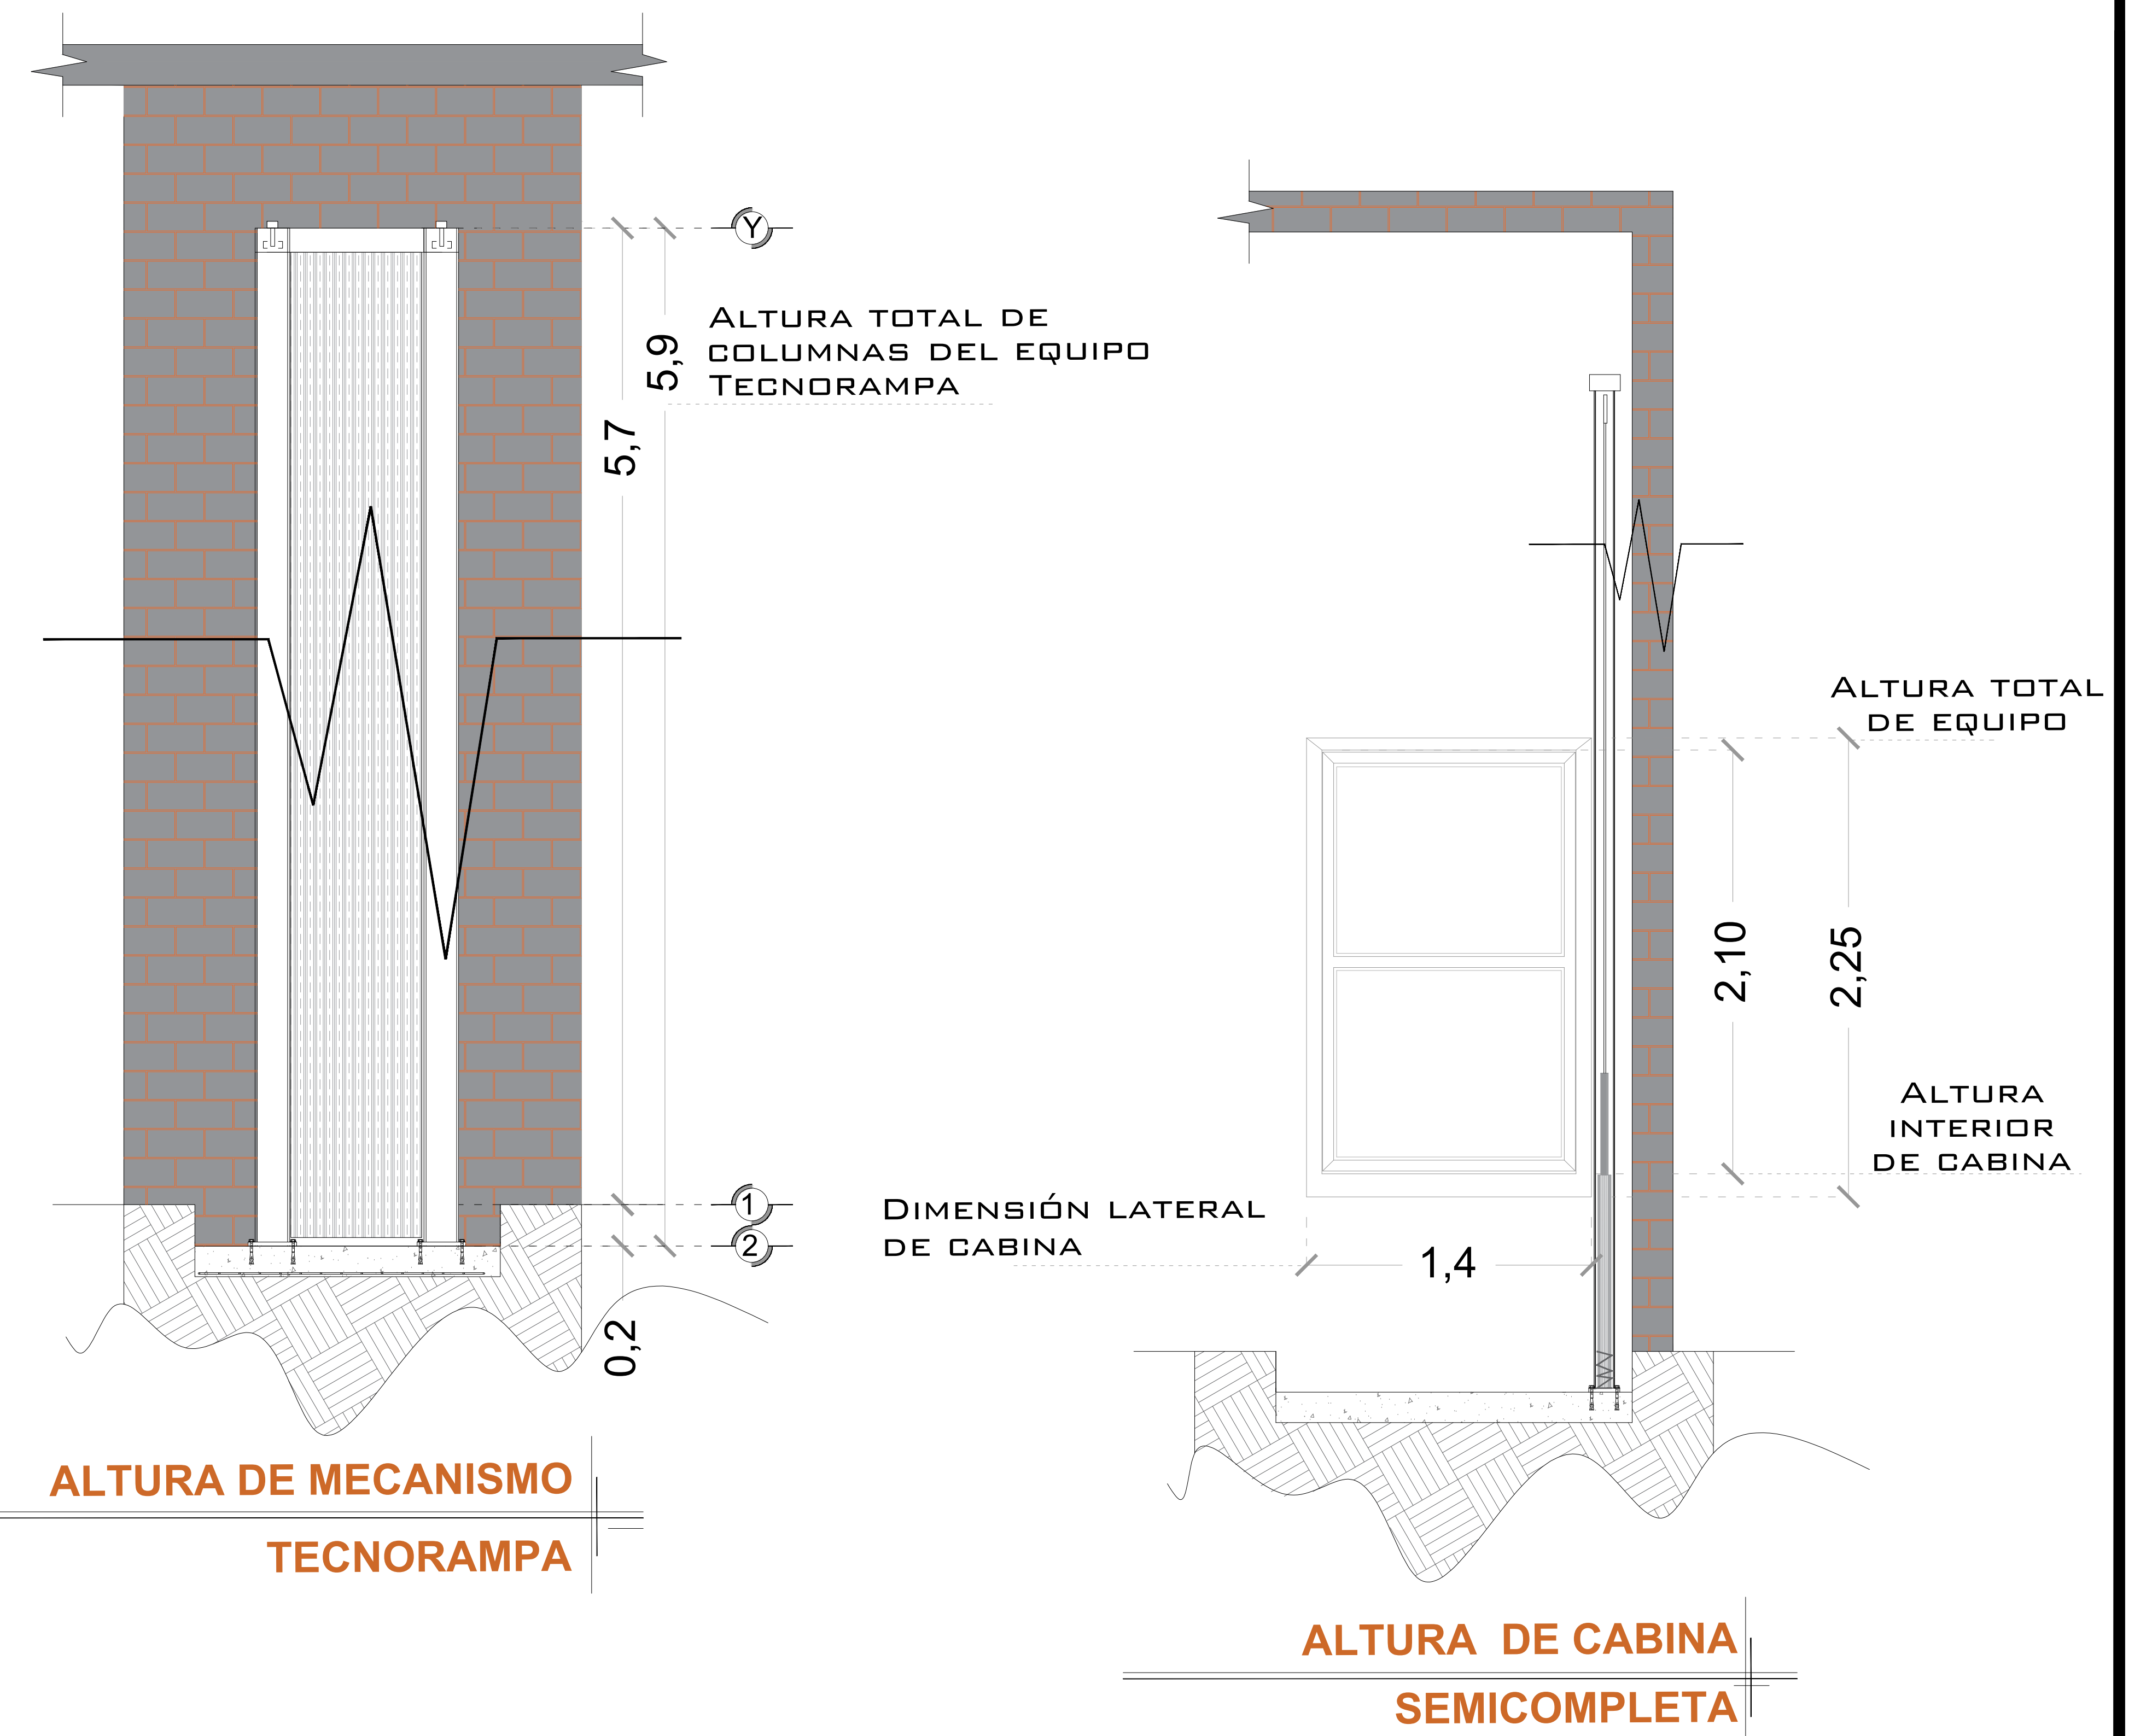 Y
ALTURA TOTAL DE
COLUMNAS DEL EQUIPO
TECNORAMPA
5,9
5,7
1
2
0,2
ALTURA DE MECANISMO
TECNORAMPA
ALTURA TOTAL
DE EQUIPO
2,10
2,25
ALTURA
INTERIOR
DE CABINA
DIMENSIÓN LATERAL
DE CABINA
1,4
ALTURA DE CABINA
SEMICOMPLETA